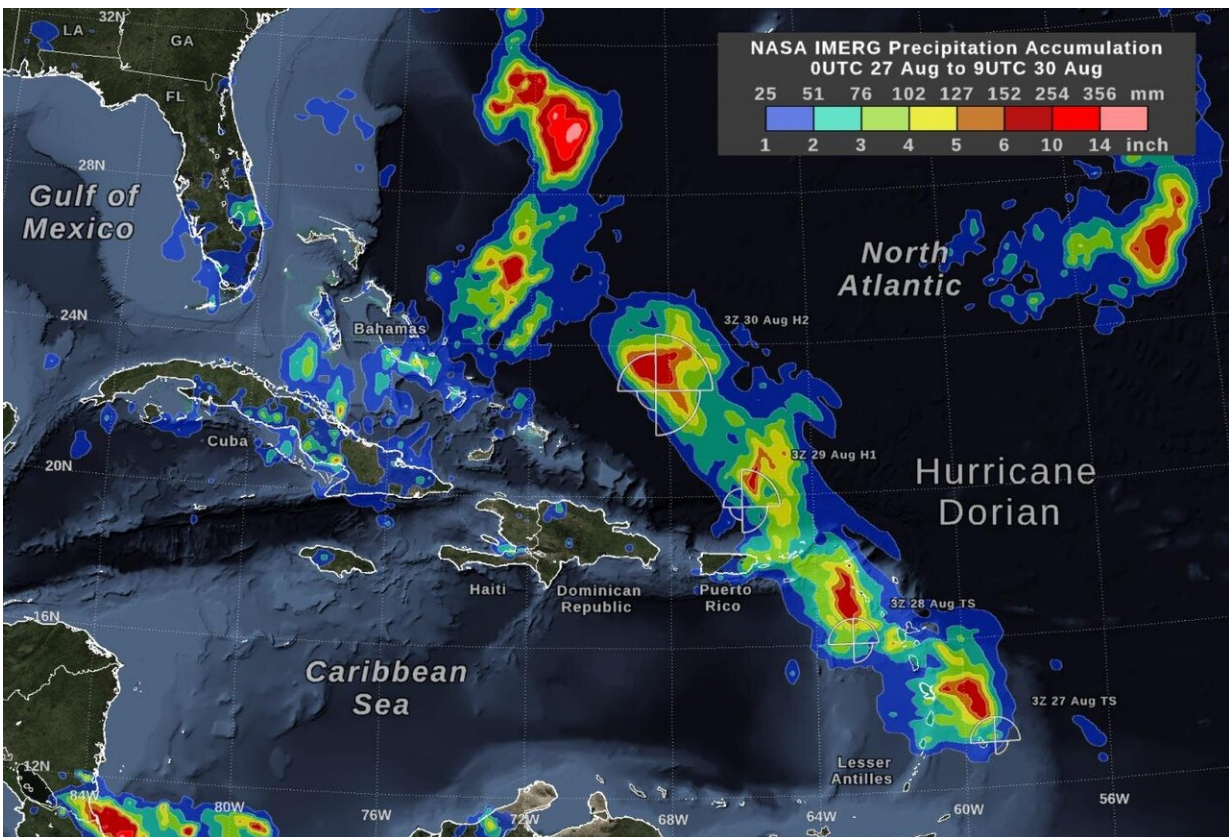 32N
LA
GA
FL
NASA IMERG Precipitation Accumulation
0UTC 27 Aug to 9UTC 30 Aug
25 51 76 102 127 152 254 356 mm
1 2 3 4 5 6 10 14 inch
28N
Gulf of
Mexico
North
Atlantic
24N
Bahamas
3Z 30 Aug H2
Cuba
20N
3Z 29 Aug H1
Hurricane
Dorian
Haiti
Dominican
Republic
Puerto
Rico
3Z 28 Aug TS
16N
Caribbean
Sea
3Z 27 Aug TS
Lesser
Antilles
12N
84W
80W
76W
72W
68W
64W
60W
56W